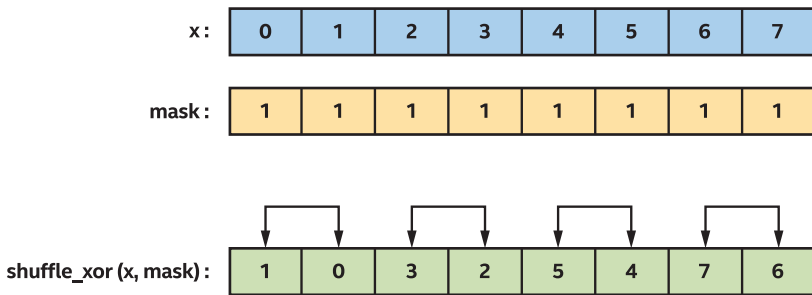 x : 0 1 2 3 4 5 6 7
mask : 1 1 1 1 1 1 1 1
shuffle_xor (x, mask) : 1 0 3 2 5 4 7 6